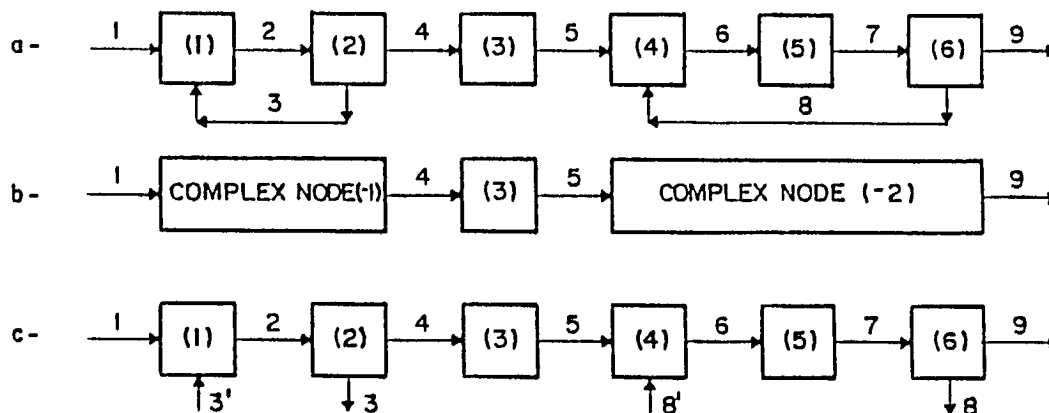 a- 1 (1) 2 (2) 4 (3) 5 (4) 6 (5) 7 (6) 9
3 8
b- 1 COMPLEX NODE(-1) 4 (3) 5 COMPLEX NODE (-2) 9
c- 1 (1) 2 (2) 4 (3) 5 (4) 6 (5) 7 (6) 9
3' 3 8' 8